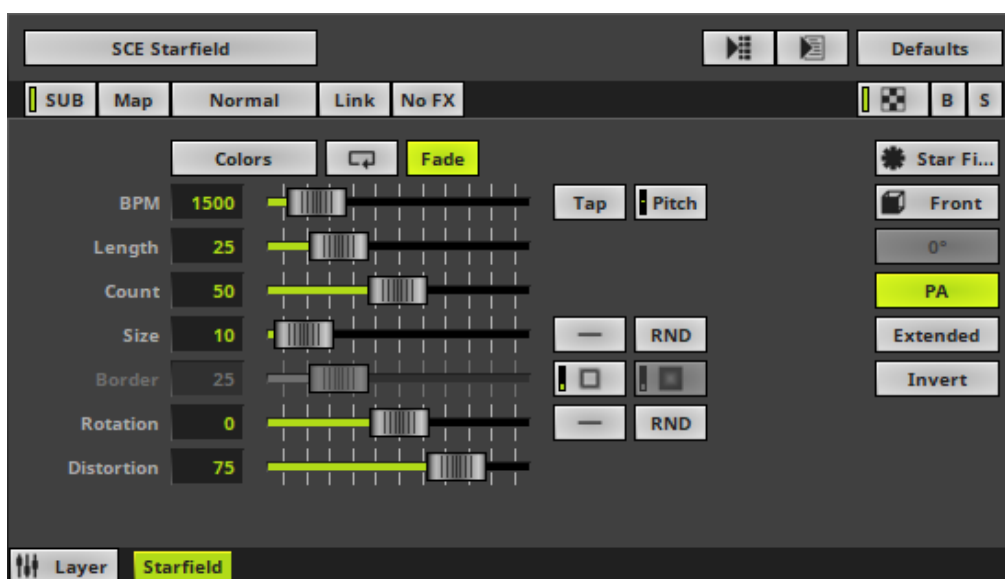 SCE Starfield Defaults
SUB Map Normal Link No FX B S
Colors Fade Star Fi...
BPM 1500 Tap Pitch Front
Length 25 0°
Count 50 PA
Size 10 RND Extended
Border 25 Invert
Rotation 0 RND
Distortion 75
Layer Starfield